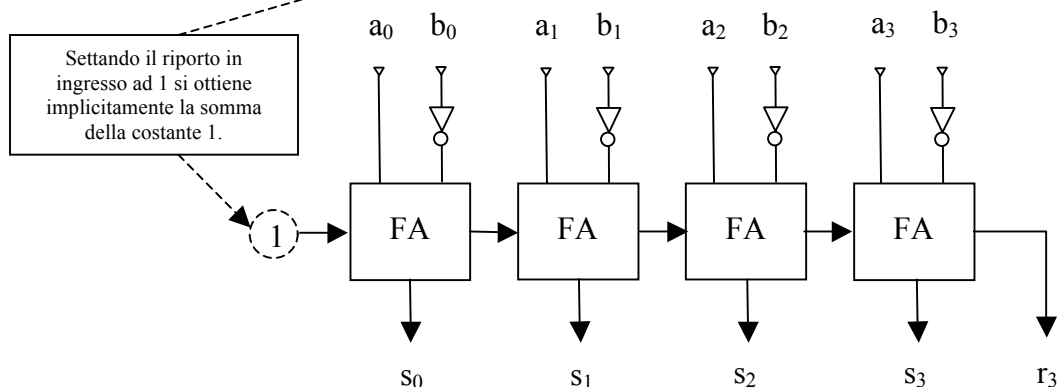 a₀ b₀ a₁ b₁ a₂ b₂ a₃ b₃
Settando il riporto in
ingresso ad 1 si ottiene
implicitamente la somma
della costante 1.
1 FA FA FA FA
s₀ s₁ s₂ s₃ r₃